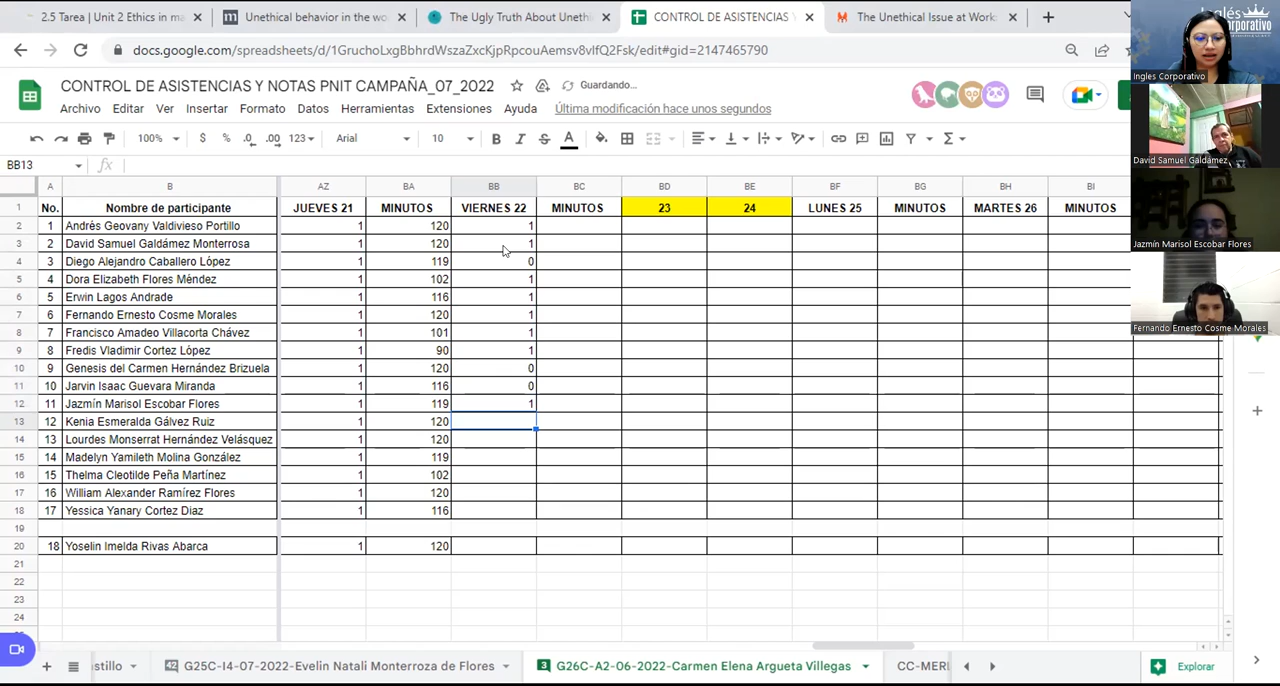 2.5 Tarea | Unit 2 Ethics in ma
Unethical behavior in the wo
The Ugly Truth About Unethi
CONTROL DE ASISTENCIAS Y
The Unethical Issue at Work:
docs.google.com/spreadsheets/d/1GruchoLxgBbhrdWszaZxcKjpRpcouAemsv8vlfQ2Fsk/edit#gid=2147465790
CONTROL DE ASISTENCIAS Y NOTAS PNIT CAMPAÑA_07_2022
Guardando...
Archivo Editar Ver Insertar Formato Datos Herramientas Extensiones Ayuda Última modificación hace unos segundos
100% $ % .0 .00 123 Arial 10 B I S A
BB13 fx
A B AZ BA BB BC BD BE BF BG BH BI
1 No. Nombre de participante JUEVES 21 MINUTOS VIERNES 22 MINUTOS 23 24 LUNES 25 MINUTOS MARTES 26 MINUTOS
2 1 Andrés Geovany Valdivieso Portillo 1 120 1
3 2 David Samuel Galdámez Monterrosa 1 120 1
4 3 Diego Alejandro Caballero López 1 119 0
5 4 Dora Elizabeth Flores Méndez 1 102 1
6 5 Erwin Lagos Andrade 1 116 1
7 6 Fernando Ernesto Cosme Morales 1 120 1
8 7 Francisco Amadeo Villacorta Chávez 1 101 1
9 8 Fredis Vladimir Cortez López 1 90 1
10 9 Genesis del Carmen Hernández Brizuela 1 120 0
11 10 Jarvin Isaac Guevara Miranda 1 116 0
12 11 Jazmín Marisol Escobar Flores 1 119 1
13 12 Kenia Esmeralda Gálvez Ruiz 1 120
14 13 Lourdes Monserrat Hernández Velásquez 1 120
15 14 Madelyn Yamileth Molina González 1 119
16 15 Thelma Cleotilde Peña Martínez 1 102
17 16 William Alexander Ramírez Flores 1 120
18 17 Yessica Yanary Cortez Diaz 1 116
19
20 18 Yoselin Imelda Rivas Abarca 1 120
21
22
23
24
astillo 42 G25C-I4-07-2022-Evelin Natali Monterroza de Flores 3 G26C-A2-06-2022-Carmen Elena Argueta Villegas CC-MERI Explorar
Inglés
Corporativo
Ingles Corporativo
David Samuel Galdámez
Jazmín Marisol Escobar Flores
Fernando Ernesto Cosme Morales